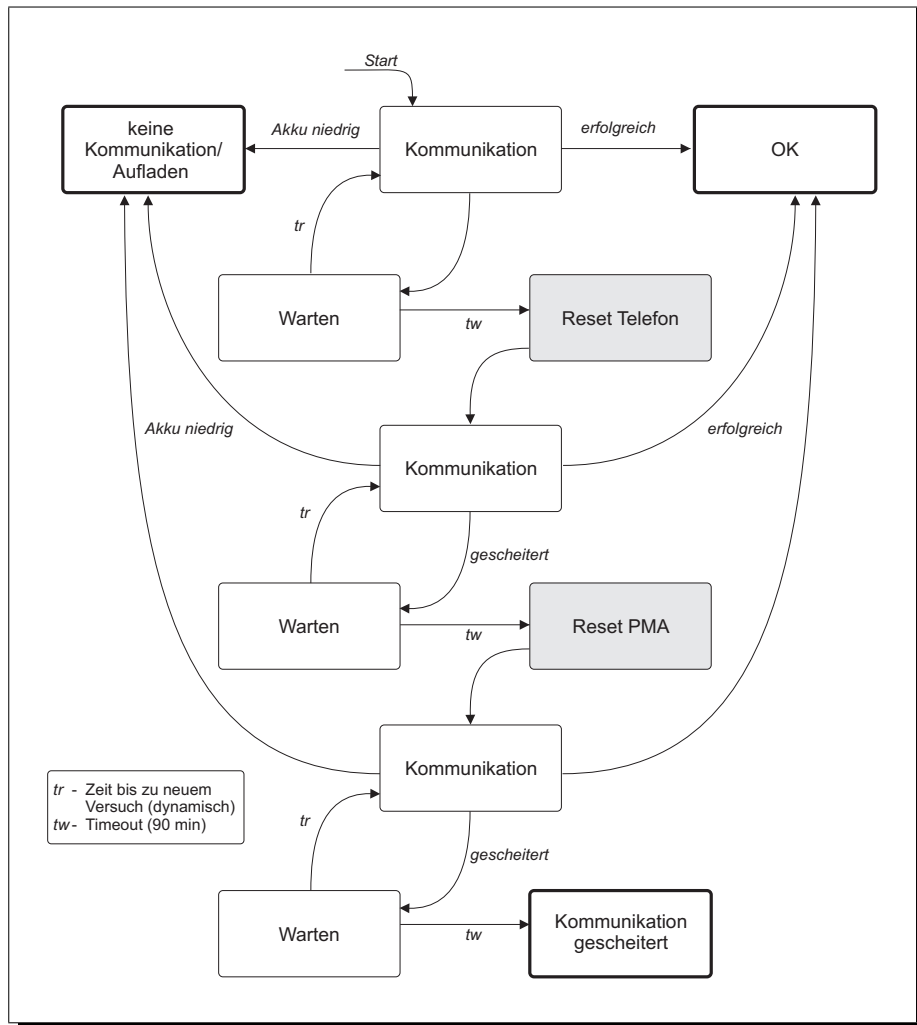 Start
keine
Kommunikation/
Aufladen
Akku niedrig
Kommunikation
erfolgreich
OK
tr
Warten
tw
Reset Telefon
Akku niedrig
Kommunikation
erfolgreich
tr
gescheitert
Warten
tw
Reset PMA
Kommunikation
tr - Zeit bis zu neuem
Versuch (dynamisch)
tw - Timeout (90 min)
tr
gescheitert
Warten
tw
Kommunikation
gescheitert